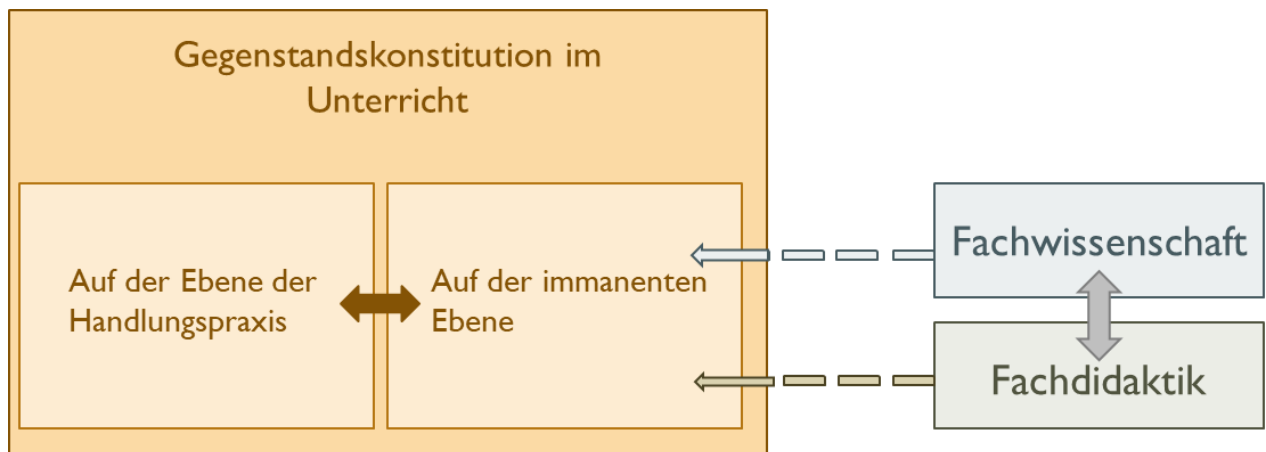 Gegenstandskonstitution im
Unterricht
Auf der Ebene der
Handlungspraxis
Auf der immanenten
Ebene
Fachwissenschaft
Fachdidaktik